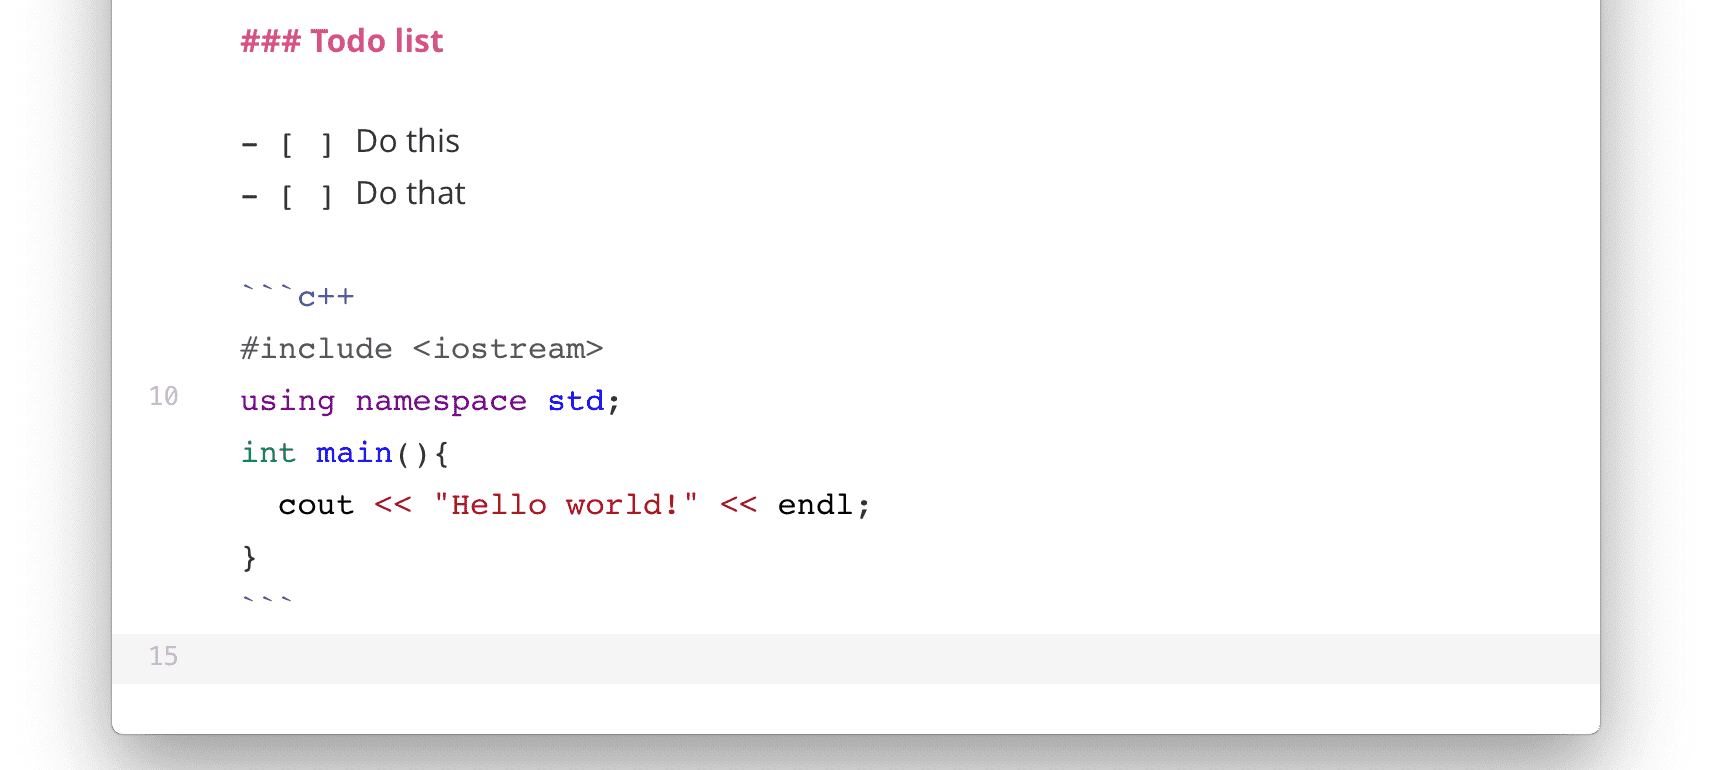 ### Todo list
- [ ] Do this
- [ ] Do that
```c++
#include <iostream>
10 using namespace std;
int main(){
  cout << "Hello world!" << endl;
}
```
15